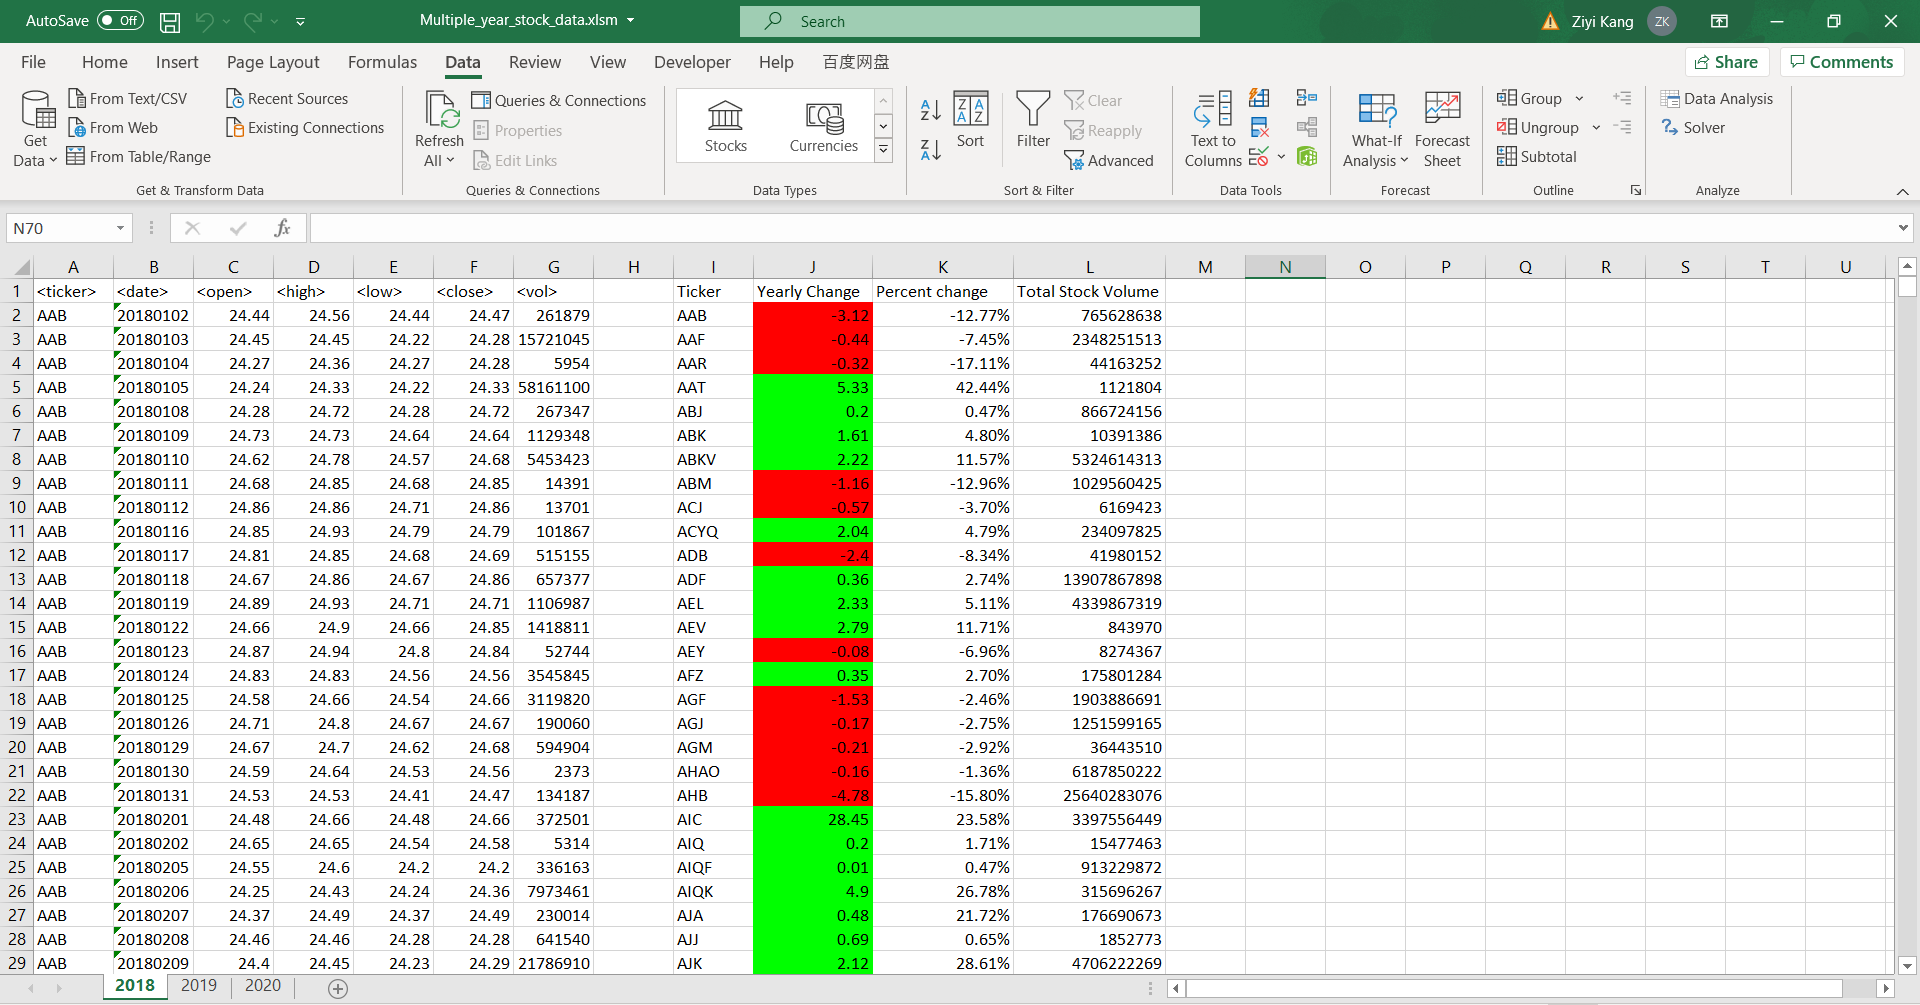 AutoSave Off Multiple_year_stock_data.xlsm Search Ziyi Kang ZK
File Home Insert Page Layout Formulas Data Review View Developer Help 百度网盘 Share Comments
Get Data
From Text/CSV
From Web
From Table/Range
Recent Sources
Existing Connections
Get & Transform Data
Refresh All
Queries & Connections
Properties
Edit Links
Queries & Connections
Stocks
Currencies
Data Types
Sort
Filter
Clear
Reapply
Advanced
Sort & Filter
Text to Columns
Data Tools
What-If Analysis
Forecast Sheet
Forecast
Group
Ungroup
Subtotal
Outline
Data Analysis
Solver
Analyze
N70 fx
A B C D E F G H I J K L M N O P Q R S T U
1 <ticker> <date> <open> <high> <low> <close> <vol> Ticker Yearly Change Percent change Total Stock Volume
2 AAB 20180102 24.44 24.56 24.44 24.47 261879 AAB -3.12 -12.77% 765628638
3 AAB 20180103 24.45 24.45 24.22 24.28 15721045 AAF -0.44 -7.45% 2348251513
4 AAB 20180104 24.27 24.36 24.27 24.28 5954 AAR -0.32 -17.11% 44163252
5 AAB 20180105 24.24 24.33 24.22 24.33 58161100 AAT 5.33 42.44% 1121804
6 AAB 20180108 24.28 24.72 24.28 24.72 267347 ABJ 0.2 0.47% 866724156
7 AAB 20180109 24.73 24.73 24.64 24.64 1129348 ABK 1.61 4.80% 10391386
8 AAB 20180110 24.62 24.78 24.57 24.68 5453423 ABKV 2.22 11.57% 5324614313
9 AAB 20180111 24.68 24.85 24.68 24.85 14391 ABM -1.16 -12.96% 1029560425
10 AAB 20180112 24.86 24.86 24.71 24.86 13701 ACJ -0.57 -3.70% 6169423
11 AAB 20180116 24.85 24.93 24.79 24.79 101867 ACYQ 2.04 4.79% 234097825
12 AAB 20180117 24.81 24.85 24.68 24.69 515155 ADB -2.4 -8.34% 41980152
13 AAB 20180118 24.67 24.86 24.67 24.86 657377 ADF 0.36 2.74% 13907867898
14 AAB 20180119 24.89 24.93 24.71 24.71 1106987 AEL 2.33 5.11% 4339867319
15 AAB 20180122 24.66 24.9 24.66 24.85 1418811 AEV 2.79 11.71% 843970
16 AAB 20180123 24.87 24.94 24.8 24.84 52744 AEY -0.08 -6.96% 8274367
17 AAB 20180124 24.83 24.83 24.56 24.56 3545845 AFZ 0.35 2.70% 175801284
18 AAB 20180125 24.58 24.66 24.54 24.66 3119820 AGF -1.53 -2.46% 1903886691
19 AAB 20180126 24.71 24.8 24.67 24.67 190060 AGJ -0.17 -2.75% 1251599165
20 AAB 20180129 24.67 24.7 24.62 24.68 594904 AGM -0.21 -2.92% 36443510
21 AAB 20180130 24.59 24.64 24.53 24.56 2373 AHAO -0.16 -1.36% 6187850222
22 AAB 20180131 24.53 24.53 24.41 24.47 134187 AHB -4.78 -15.80% 25640283076
23 AAB 20180201 24.48 24.66 24.48 24.66 372501 AIC 28.45 23.58% 3397556449
24 AAB 20180202 24.65 24.65 24.54 24.58 5314 AIQ 0.2 1.71% 15477463
25 AAB 20180205 24.55 24.6 24.2 24.2 336163 AIQF 0.01 0.47% 913229872
26 AAB 20180206 24.25 24.43 24.24 24.36 7973461 AIQK 4.9 26.78% 315696267
27 AAB 20180207 24.37 24.49 24.37 24.49 230014 AJA 0.48 21.72% 176690673
28 AAB 20180208 24.46 24.46 24.28 24.28 641540 AJJ 0.69 0.65% 1852773
29 AAB 20180209 24.4 24.45 24.23 24.29 21786910 AJK 2.12 28.61% 4706222269
2018 2019 2020